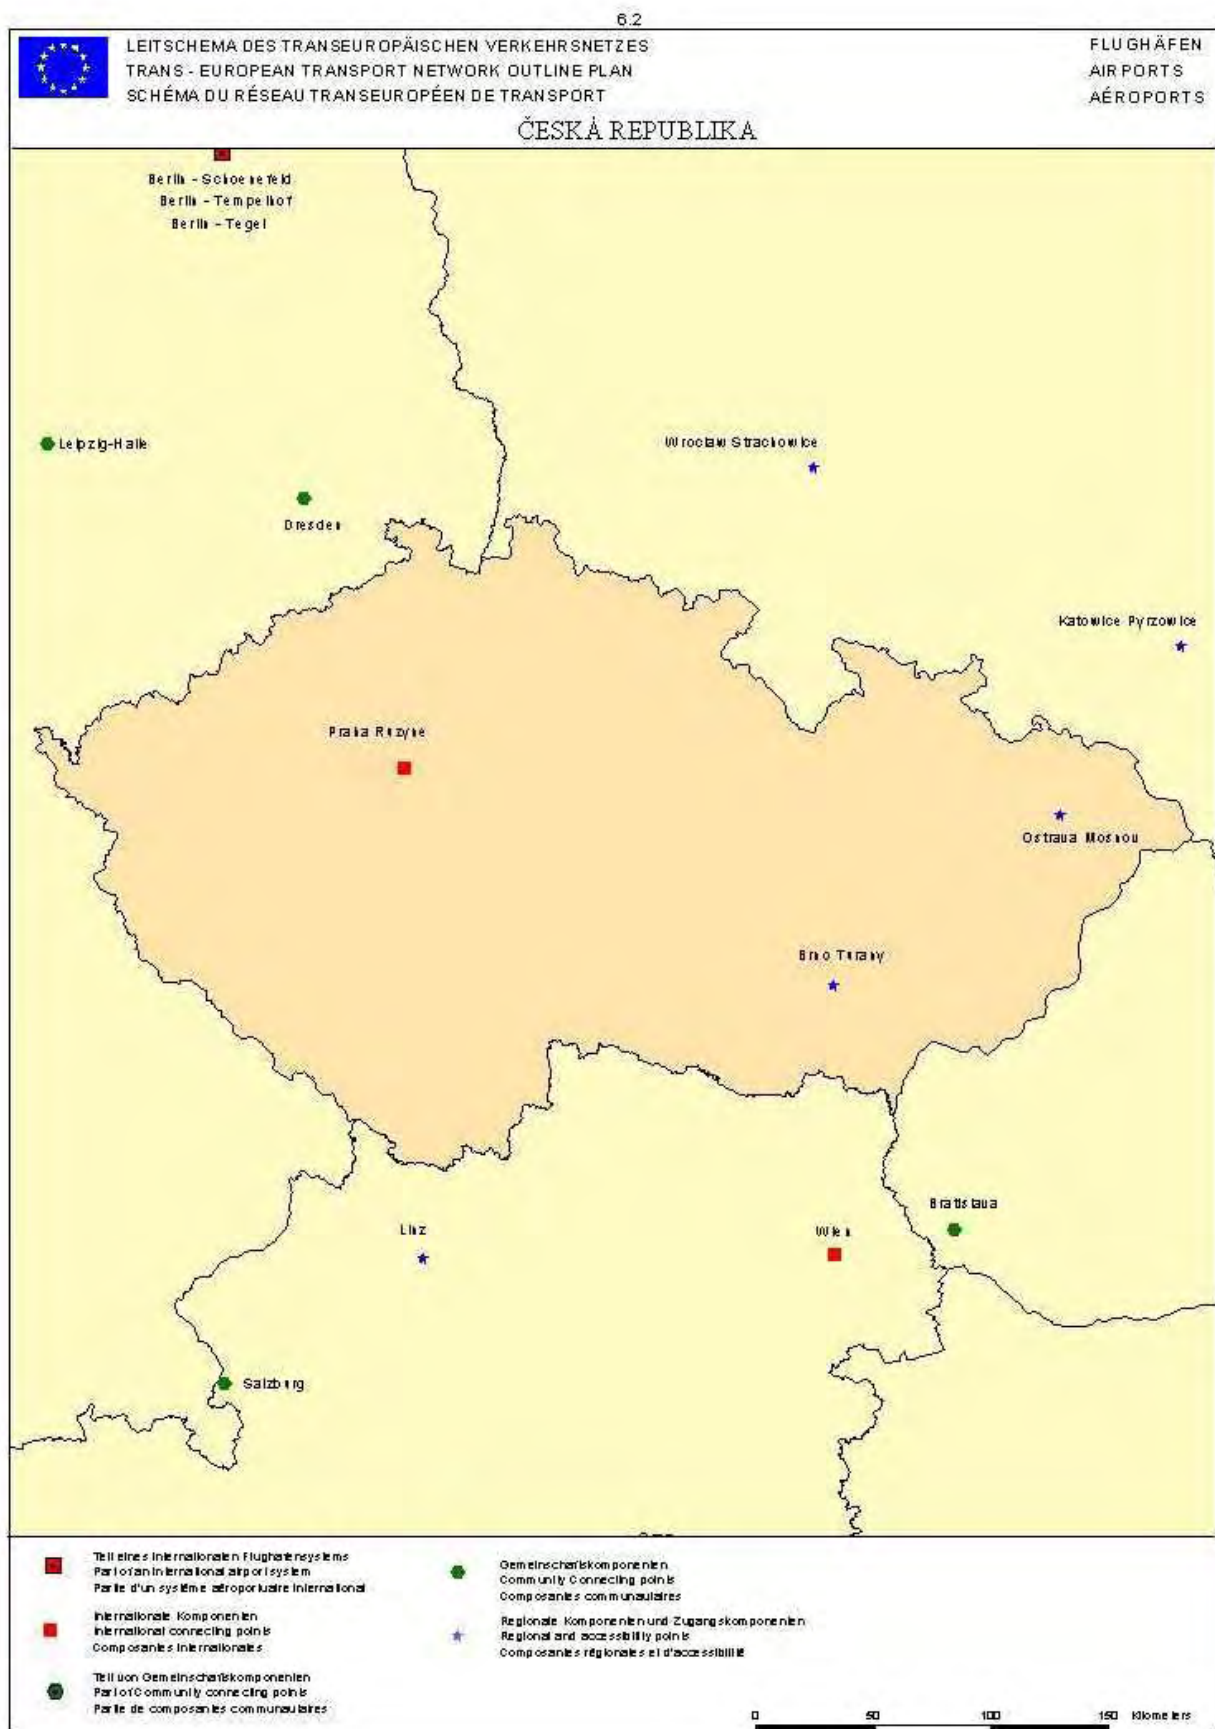 6.2
LEITSCHEMA DES TRANSEUROPÄISCHEN VERKEHRSNETZES
TRANS - EUROPEAN TRANSPORT NETWORK OUTLINE PLAN
SCHÉMA DU RÉSEAU TRANSEUROPÉEN DE TRANSPORT
FLUGHÄFEN
AIRPORTS
AÉROPORTS
ČESKÁ REPUBLIKA
Berlin - Schoenefeld
Berlin - Tempelhof
Berlin - Tegel
Leipzig-Halle
Wroclaw Strachowice
Dresden
Katowice Pyrzowice
Praha Ruzyne
Ostrava Mosnov
Brno Turany
Bratislava
Linz
Wien
Salzburg
Teil eines Internationalen Flughafensystems
Part of an International airport system
Partie d'un système aéroportuaire international
Internationale Komponenten
International connecting points
Composantes Internationales
Teil von Gemeinschaftskomponenten
Part of Community connecting points
Partie de composantes communautaires
Gemeinschaftskomponenten
Community Connecting points
Composantes communautaires
Regionale Komponenten und Zugangskomponenten
Regional and accessibility points
Composantes régionales et d'accessibilité
0 50 100 150 Kilometers